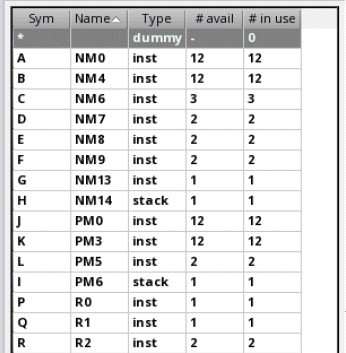 Sym Name Type # avail # in use
* dummy - 0
A NM0 inst 12 12
B NM4 inst 12 12
C NM6 inst 3 3
D NM7 inst 2 2
E NM8 inst 2 2
F NM9 inst 2 2
G NM13 inst 1 1
H NM14 stack 1 1
J PM0 inst 12 12
K PM3 inst 12 12
L PM5 inst 2 2
I PM6 stack 1 1
P R0 inst 1 1
Q R1 inst 1 1
R R2 inst 2 2